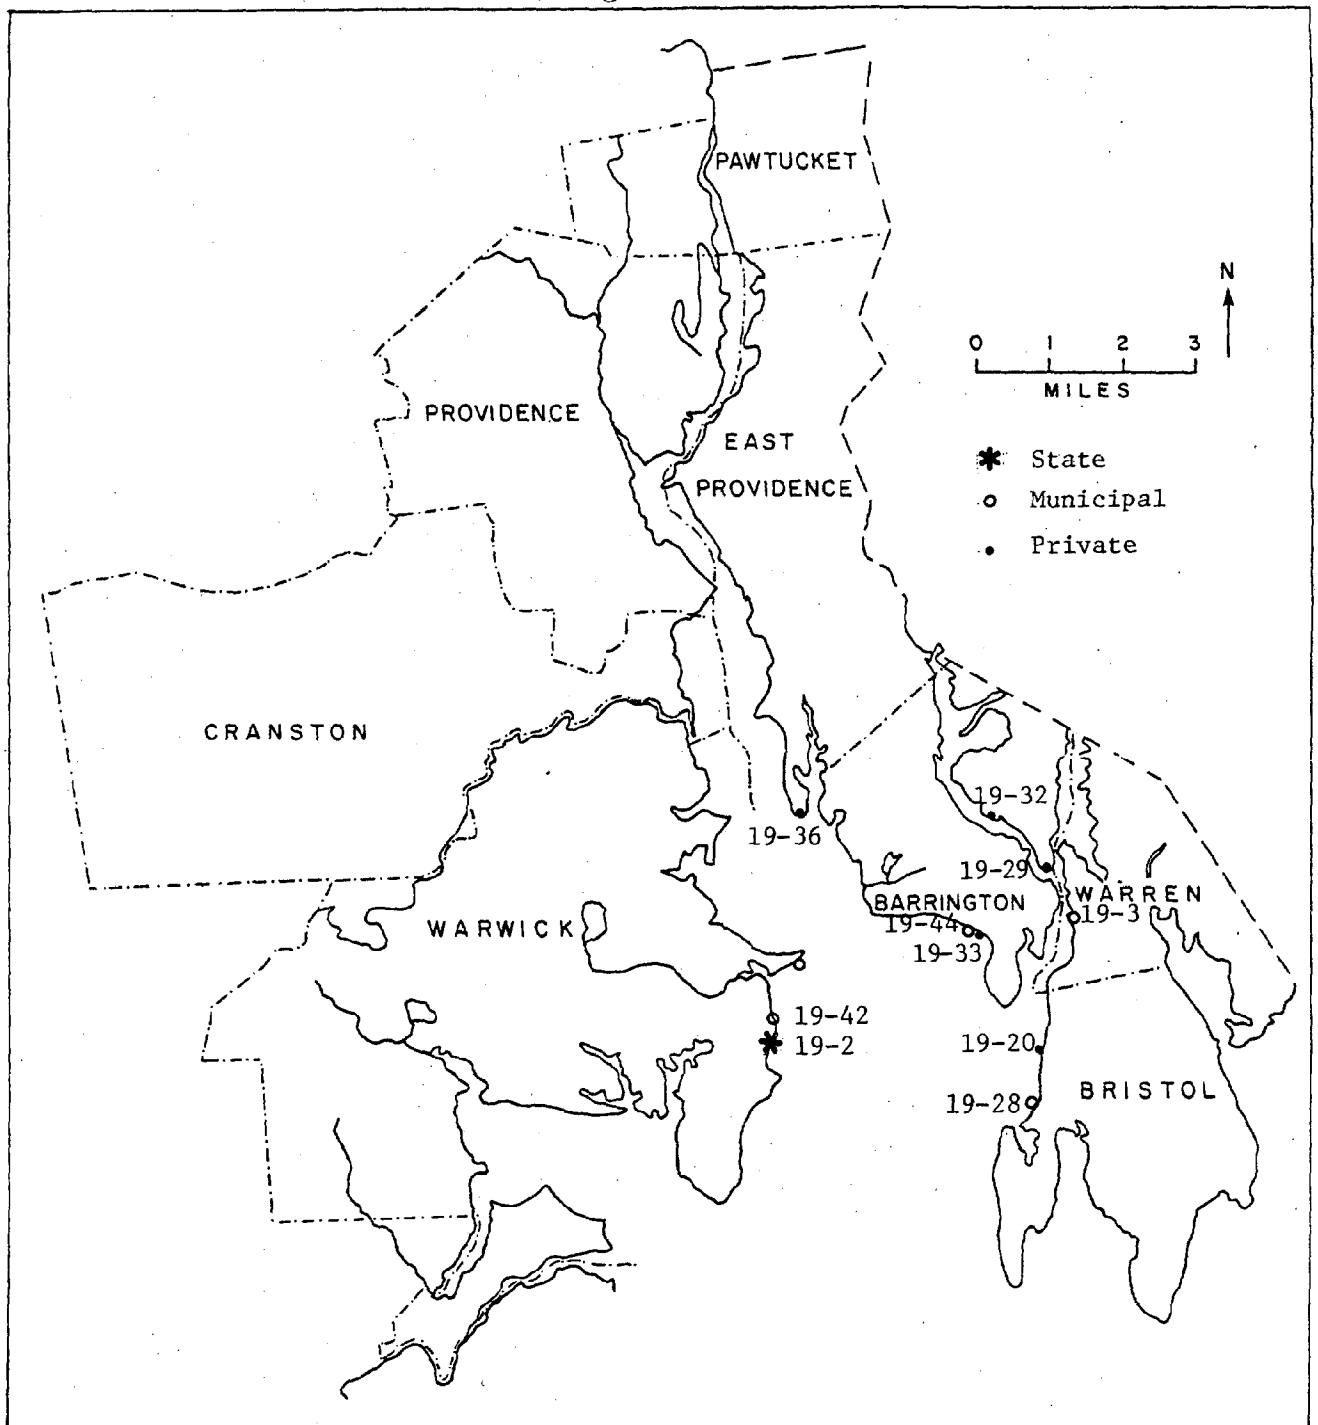 PAWTUCKET
N
0 1 2 3
MILES
PROVIDENCE
EAST
PROVIDENCE
State
Municipal
Private
CRANSTON
19-32
19-36
19-29
BARRINGTON
WARREN
19-3
WARWICK
19-44
19-33
19-42
19-2
19-20
BRISTOL
19-28